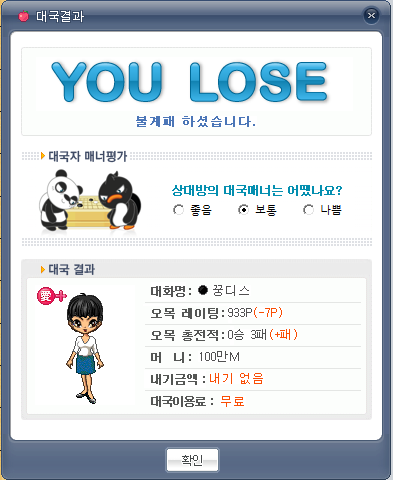 대국결과
YOU LOSE
불계패 하셨습니다.
대국자 매너평가
상대방의 대국매너는 어땠나요?
좋음 보통 나쁨
대국 결과
愛+
대화명: 꿍디스
오목 레이팅: 933P(-7P)
오목 총전적: 0승 3패(+패)
머 니: 100만M
내기금액: 내기 없음
대국이용료: 무료
확인